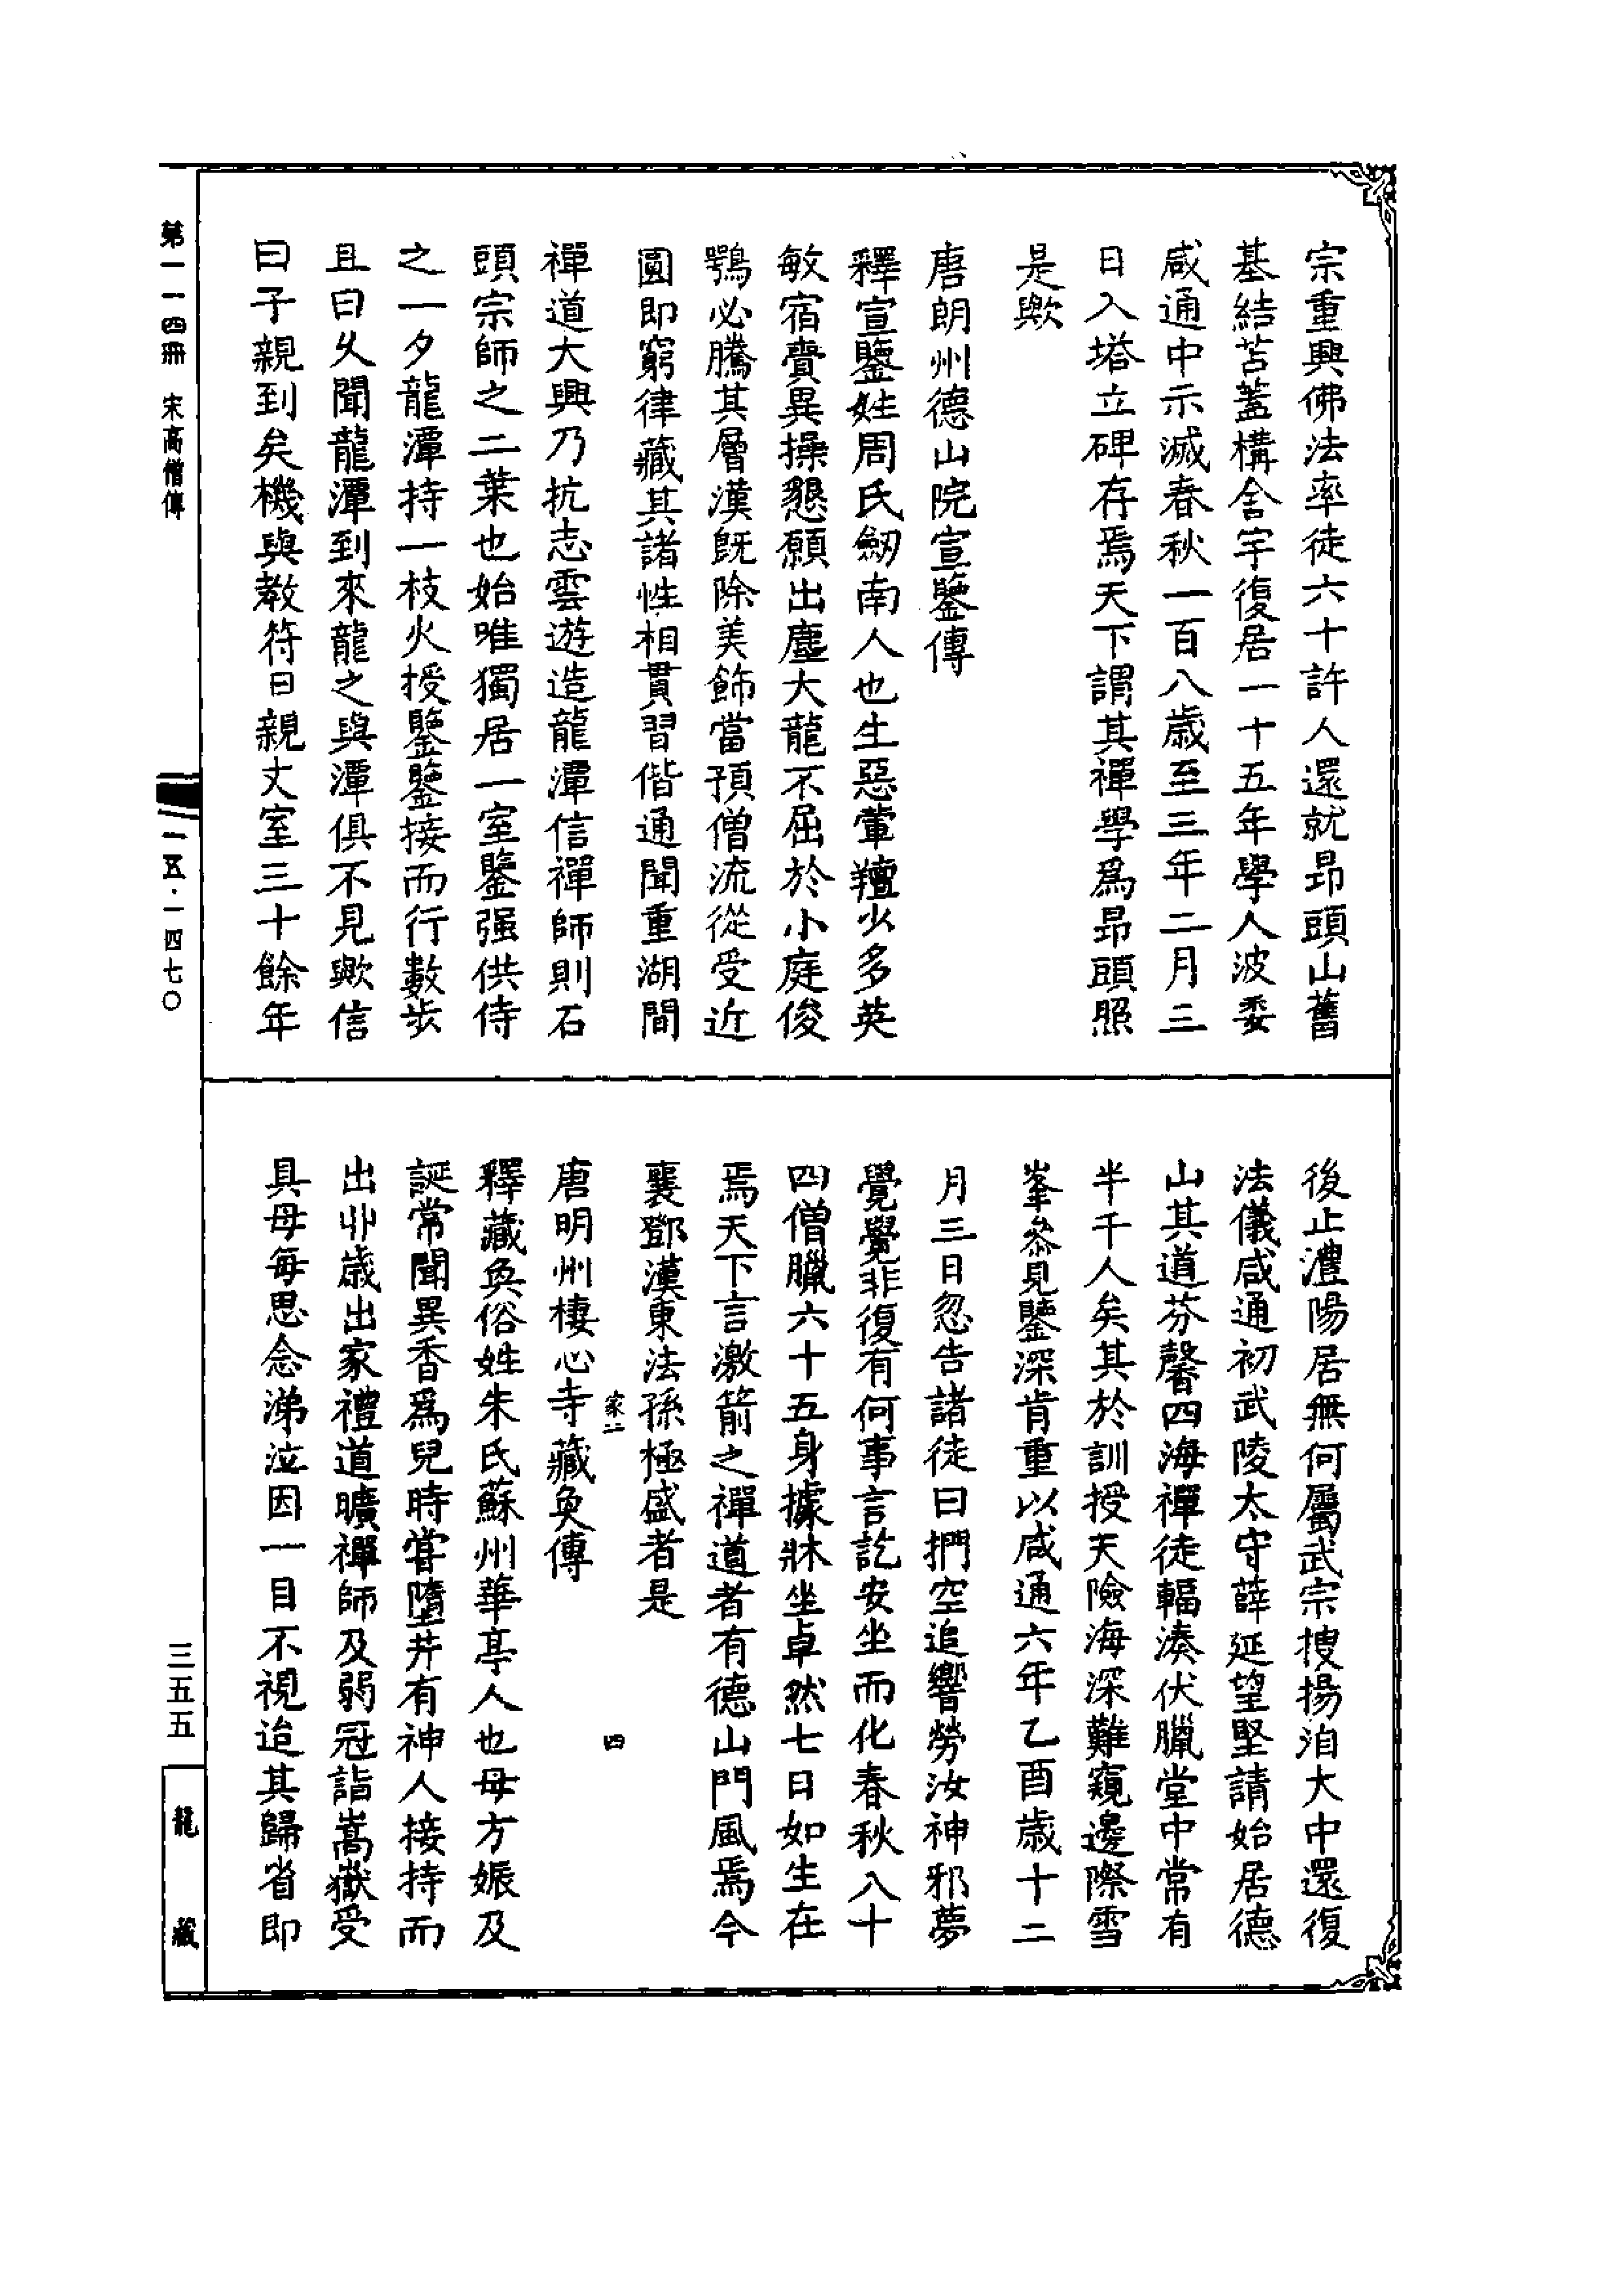 宗重興佛法率徒六十許人還就昂頭山舊
基結苫蓋構舍宇復居一十五年學人波委
咸通中示滅春秋一百八歲至三年二月三
日入塔立碑存焉天下謂其禪學爲昂頭照
是歟
唐朗州德山院宣鑒傳
釋宣鑒姓周氏劒南人也生惡葷羶少多英
敏宿賷異操懇願出塵大龍不屈於小庭俊
鶚必騰其層漢旣除美飾當預僧流從受近
圓即窮律藏其諸性相貫習偕通聞重湖間
禪道大興乃抗志雲遊造龍潭信禪師則石
頭宗師之二葉也始唯獨居一室鑒强供侍
之一夕龍潭持一枝火授鑒鑒接而行數步
且曰久聞龍潭到來龍之與潭俱不見歟信
曰子親到矣機與教符日親丈室三十餘年
後止澧陽居無何屬武宗搜揚洎大中還復
法儀咸通初武陵太守薛延望堅請始居德
山其道芬馨四海禪徒輻湊伏臘堂中常有
半千人矣其於訓授天險海深難窺邊際雪
峯叅見鑒深肯重以咸通六年乙酉歲十二
月三日忽告諸徒曰捫空追響勞汝神邪夢
覺覺非復有何事言訖安坐而化春秋八十
四僧臘六十五身據牀坐卓然七日如生在
焉天下言激箭之禪道者有德山門風焉今
襄鄧漢東法孫極盛者是
家二 四
唐明州棲心寺藏奐傳
釋藏奐俗姓朱氏蘇州華亭人也母方娠及
誕常聞異香爲兒時嘗墮井有神人接持而
出丱歲出家禮道曠禪師及弱冠詣嵩嶽受
具母每思念涕泣因一目不視迨其歸省即
第一一四冊 宋高僧傳
一五·一四七〇
三五五
龍藏